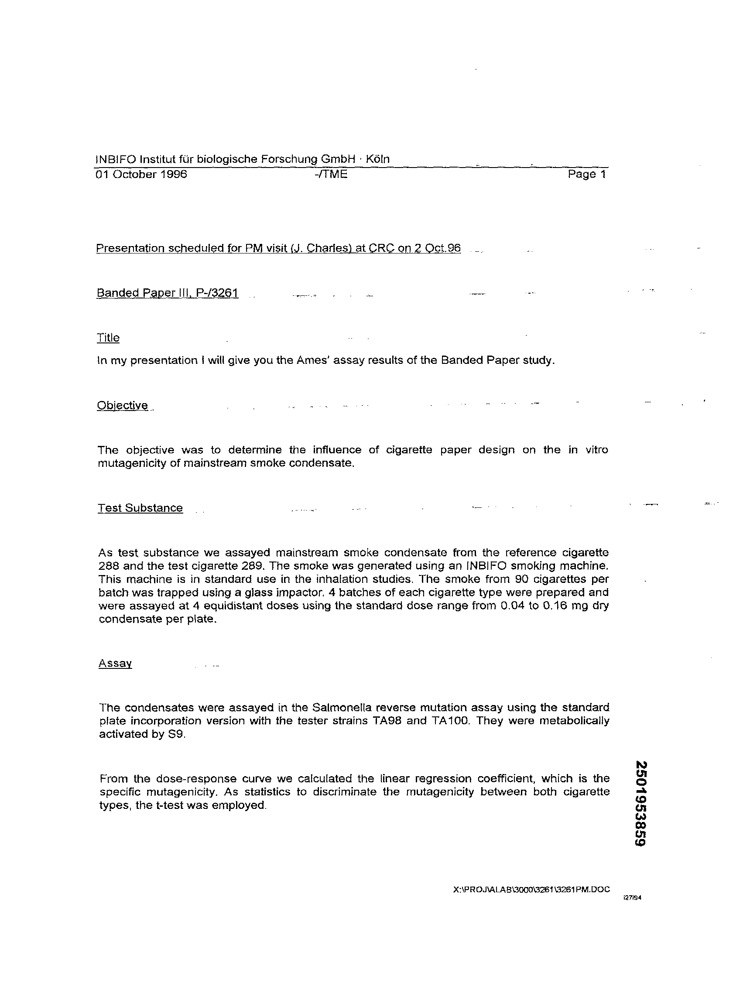 INBIFO Institut für biologische Forschung GmbH · Köln
01 October 1996 -/TME Page 1
Presentation scheduled for PM visit (J. Charles) at CRC on 2 Oct.96
Banded Paper III, P-/3261
Title
In my presentation I will give you the Ames' assay results of the Banded Paper study.
Objective
The objective was to determine the influence of cigarette paper design on the in vitro
mutagenicity of mainstream smoke condensate.
Test Substance
As test substance we assayed mainstream smoke condensate from the reference cigarette
288 and the test cigarette 289. The smoke was generated using an INBIFO smoking machine.
This machine is in standard use in the inhalation studies. The smoke from 90 cigarettes per
batch was trapped using a glass impactor. 4 batches of each cigarette type were prepared and
were assayed at 4 equidistant doses using the standard dose range from 0.04 to 0.16 mg dry
condensate per plate.
Assay
The condensates were assayed in the Salmonella reverse mutation assay using the standard
plate incorporation version with the tester strains TA98 and TA100. They were metabolically
activated by S9.
From the dose-response curve we calculated the linear regression coefficient, which is the
specific mutagenicity. As statistics to discriminate the mutagenicity between both cigarette
types, the t-test was employed.
2501953859
X:\PROJ\ALAB\3000\3261\3261PM.DOC